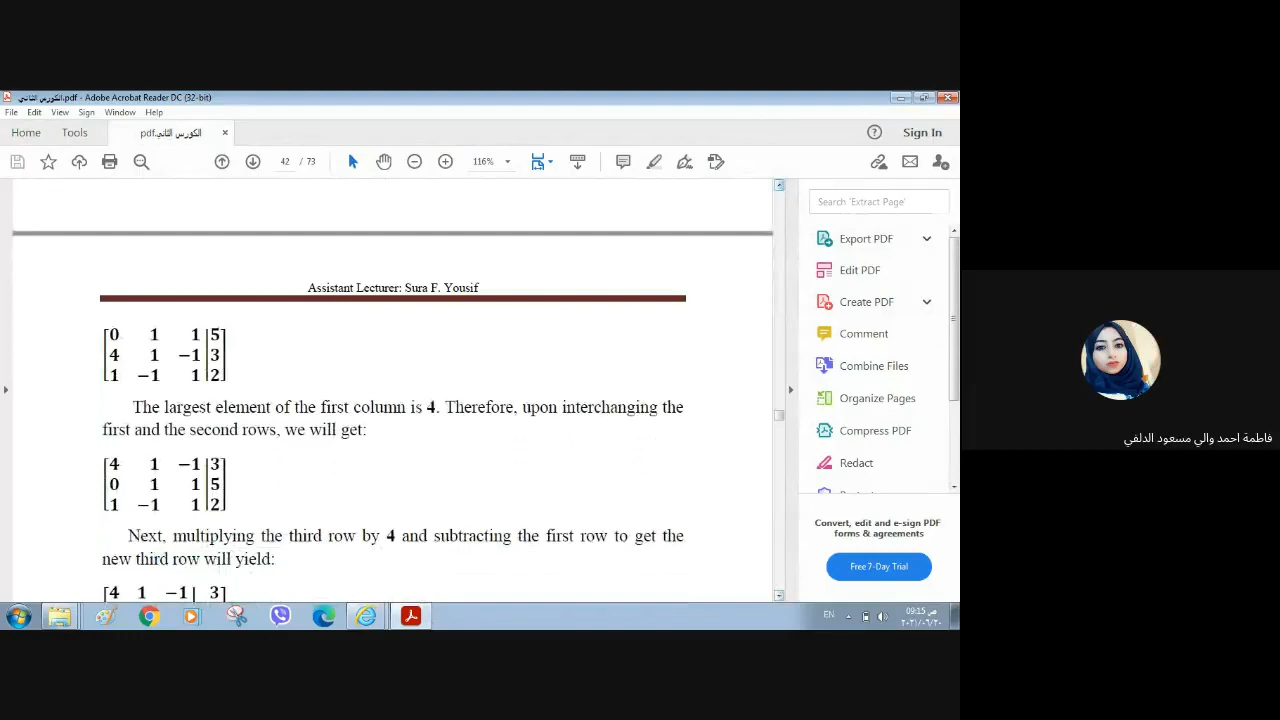 الكورس الثاني.pdf - Adobe Acrobat Reader DC (32-bit)
File Edit View Sign Window Help
Home Tools الكورس الثاني.pdf × Sign In
42 / 73 116%
Search 'Extract Page'
Export PDF
Edit PDF
Create PDF
Comment
Combine Files
Organize Pages
Compress PDF
Redact
Convert, edit and e-sign PDF
forms & agreements
Free 7-Day Trial
Assistant Lecturer: Sura F. Yousif
[0 1 1 | 5]
[4 1 −1 | 3]
[1 −1 1 | 2]
The largest element of the first column is 4. Therefore, upon interchanging the
first and the second rows, we will get:
[4 1 −1 | 3]
[0 1 1 | 5]
[1 −1 1 | 2]
Next, multiplying the third row by 4 and subtracting the first row to get the
new third row will yield:
[4 1 −1 | 3]
EN
09:15 ص
٢٠٢١/٠٦/٢٠
فاطمة احمد والي مسعود الدلفي